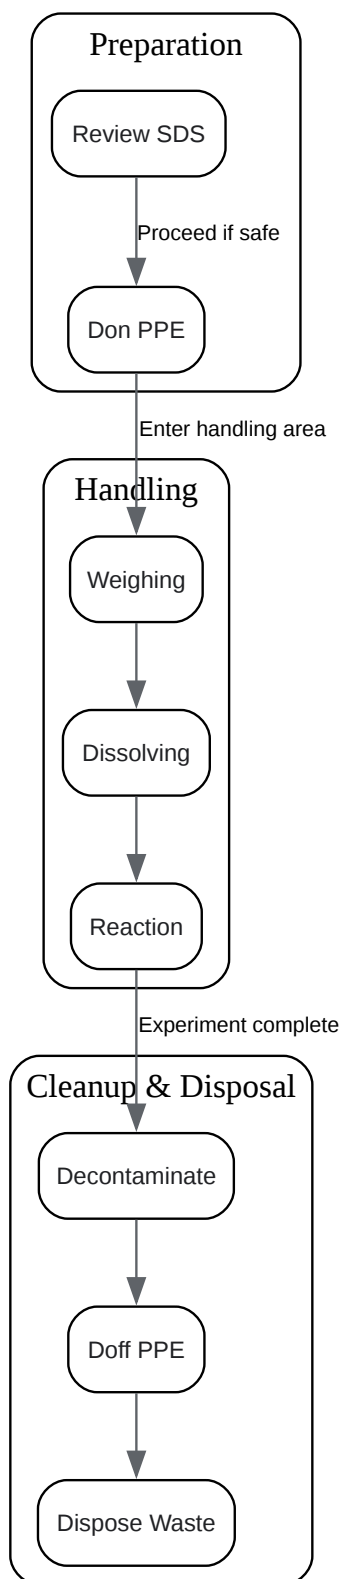 Preparation
Review SDS
Proceed if safe
Don PPE
Enter handling area
Handling
Weighing
Dissolving
Reaction
Experiment complete
Cleanup & Disposal
Decontaminate
Doff PPE
Dispose Waste